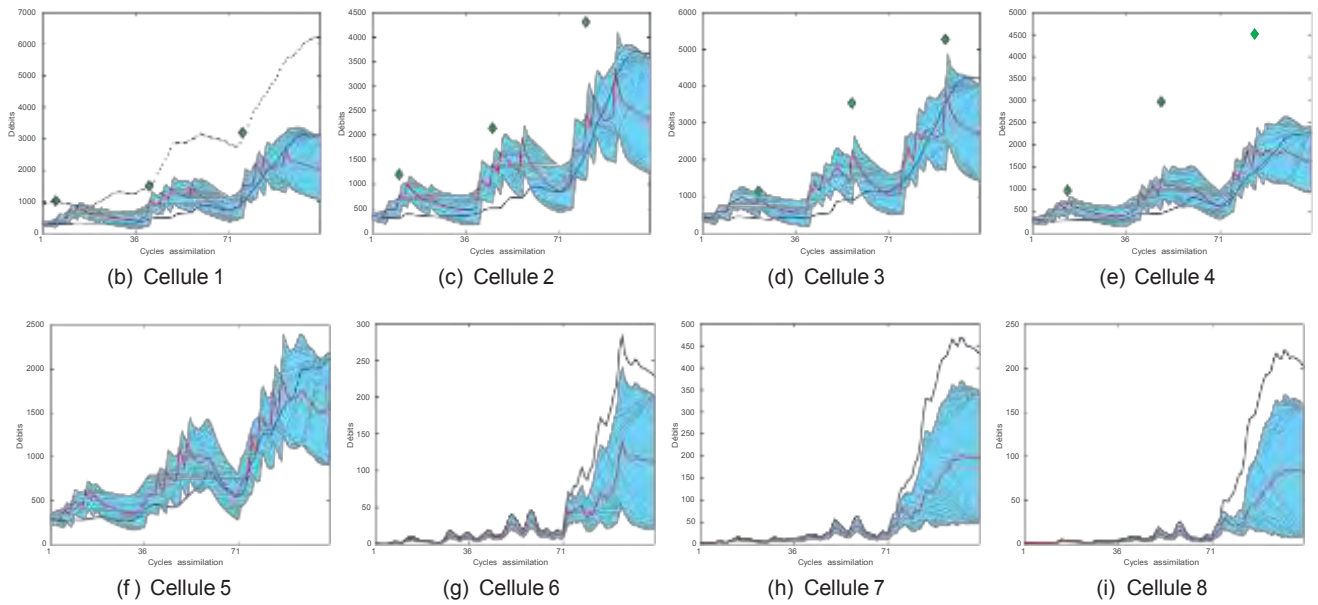 7000
6000
5000
4000
3000
2000
1000
0
Débits
1 36 71
Cycles assimilation
(b) Cellule 1
4500
4000
3500
3000
2500
2000
1500
1000
500
0
Débits
1 36 71
Cycles assimilation
(c) Cellule 2
6000
5000
4000
3000
2000
1000
0
Débits
1 36 71
Cycles assimilation
(d) Cellule 3
5000
4500
4000
3500
3000
2500
2000
1500
1000
500
0
Débits
1 36 71
Cycles assimilation
(e) Cellule 4
2500
2000
1500
1000
500
0
Débits
1 36 71
Cycles assimilation
(f) Cellule 5
300
250
200
150
100
50
0
Débits
1 36 71
Cycles assimilation
(g) Cellule 6
500
450
400
350
300
250
200
150
100
50
0
Débits
1 36 71
Cycles assimilation
(h) Cellule 7
250
200
150
100
50
0
Débits
1 36 71
Cycles assimilation
(i) Cellule 8